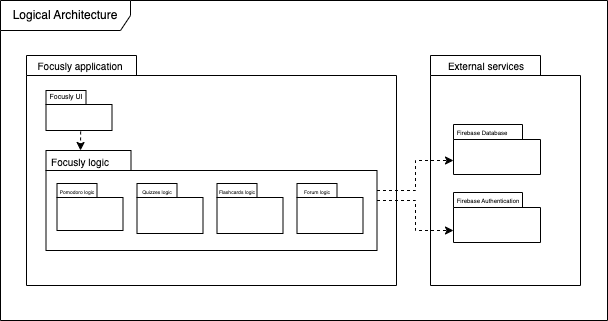 Logical Architecture
Focusly application
External services
Focusly UI
Focusly logic
Pomodoro logic
Quizzes logic
Flashcards logic
Forum logic
Firebase Database
Firebase Authentication